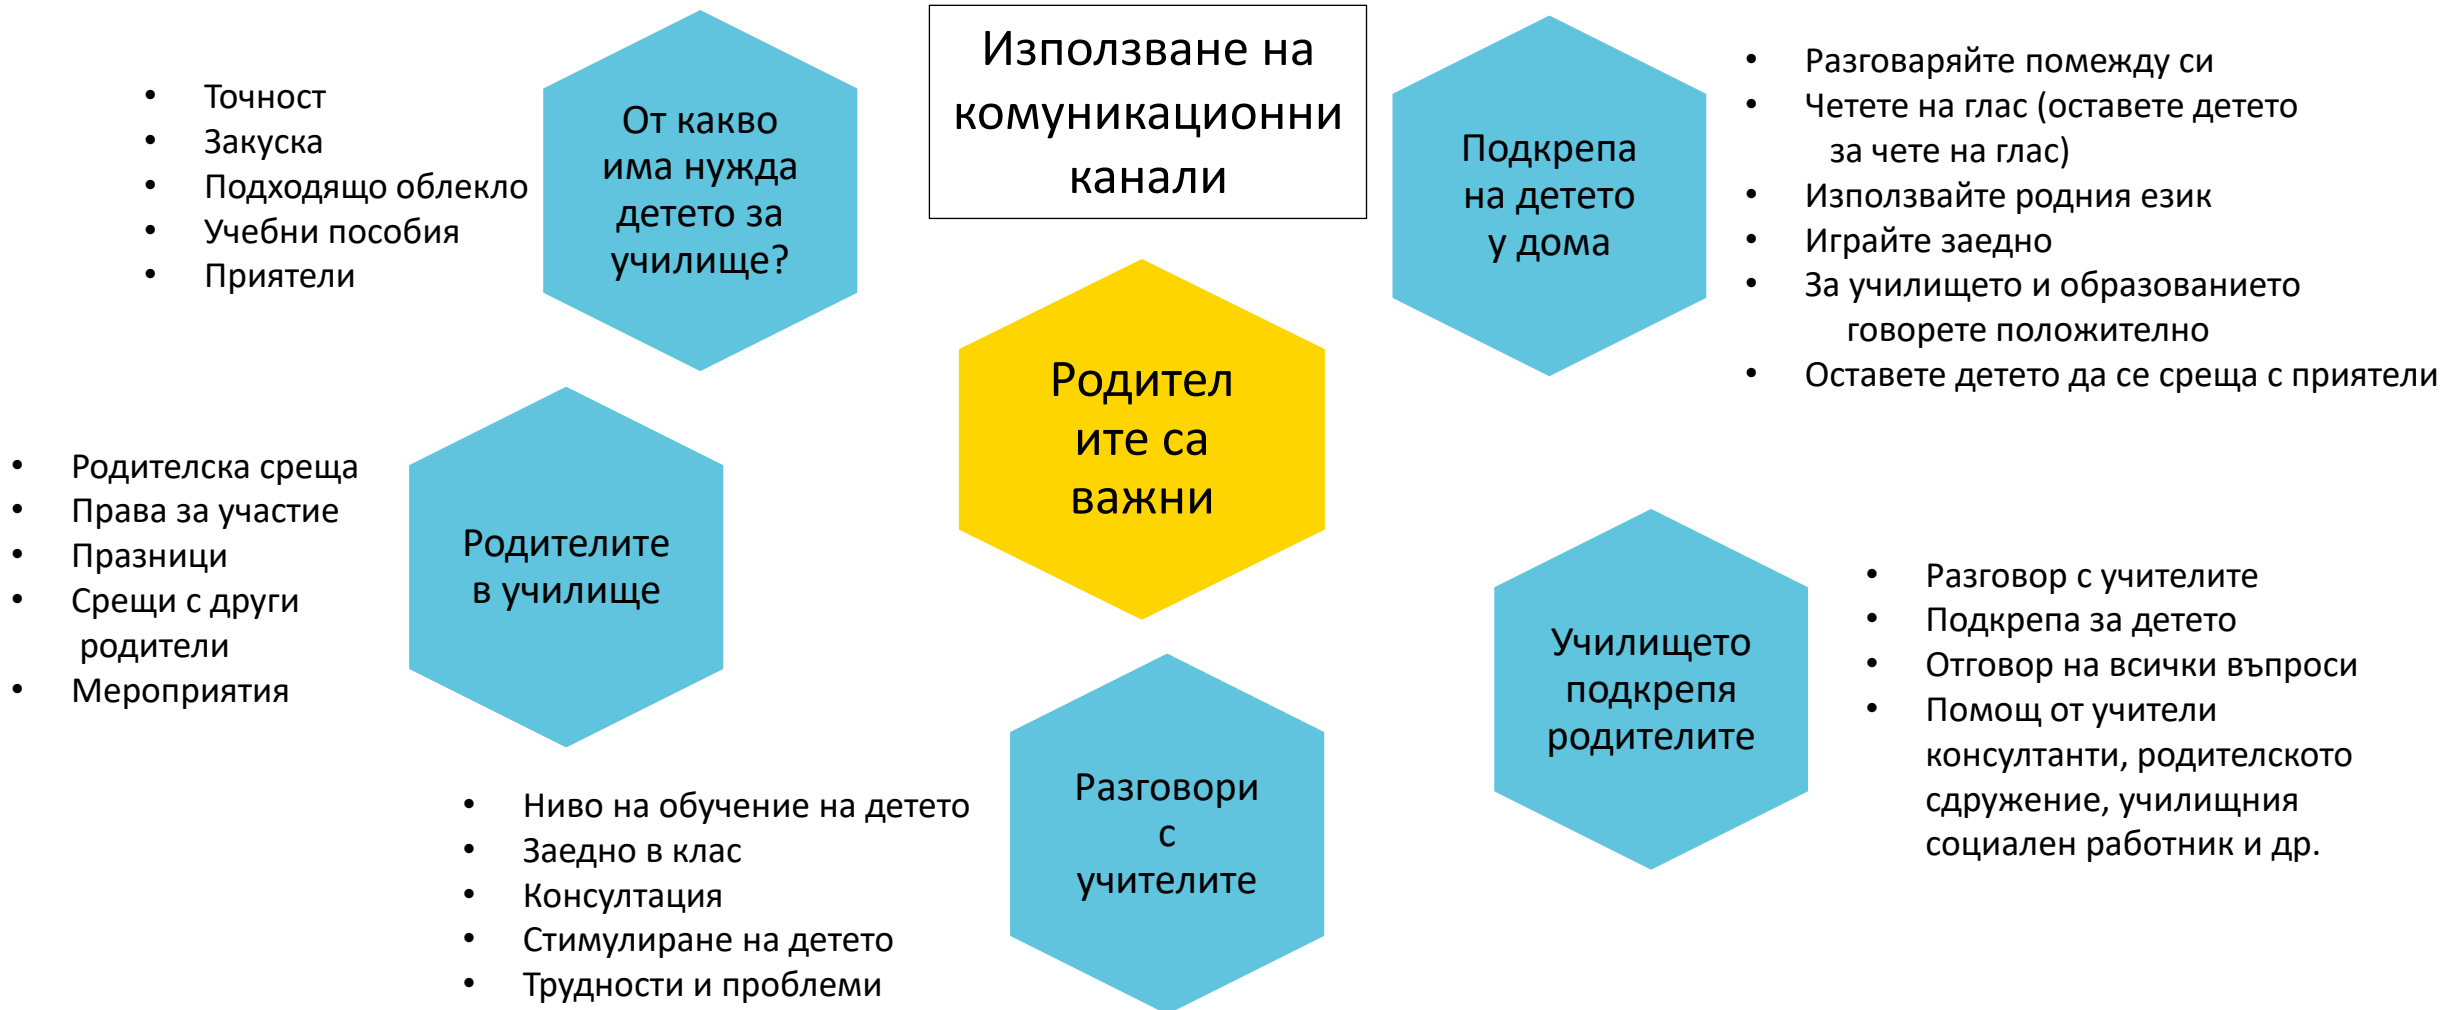 Използване на
комуникационни
канали
• Точност
• Закуска
• Подходящо облекло
• Учебни пособия
• Приятели
От какво
има нужда
детето за
училище?
Подкрепа
на детето
у дома
• Разговаряйте помежду си
• Четете на глас (оставете детето
за чете на глас)
• Използвайте родния език
• Играйте заедно
• За училището и образованието
говорете положително
• Оставете детето да се среща с приятели
Родител
ите са
важни
• Родителска среща
• Права за участие
• Празници
• Срещи с други
родители
• Мероприятия
Родителите
в училище
Училището
подкрепя
родителите
• Разговор с учителите
• Подкрепа за детето
• Отговор на всички въпроси
• Помощ от учители
консултанти, родителското
сдружение, училищния
социален работник и др.
• Ниво на обучение на детето
• Заедно в клас
• Консултация
• Стимулиране на детето
• Трудности и проблеми
Разговори
с
учителите